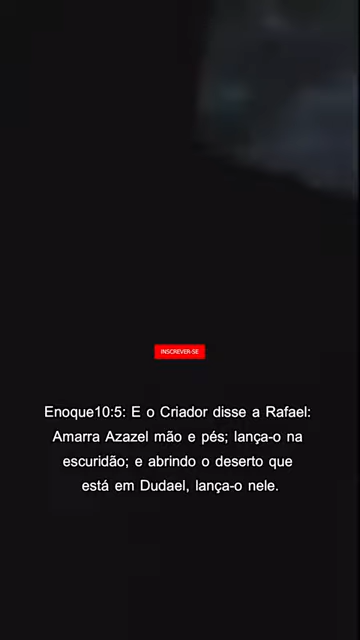 INSCREVER-SE
Enoque10:5: E o Criador disse a Rafael:
Amarra Azazel mão e pés; lança-o na
escuridão; e abrindo o deserto que
está em Dudael, lança-o nele.